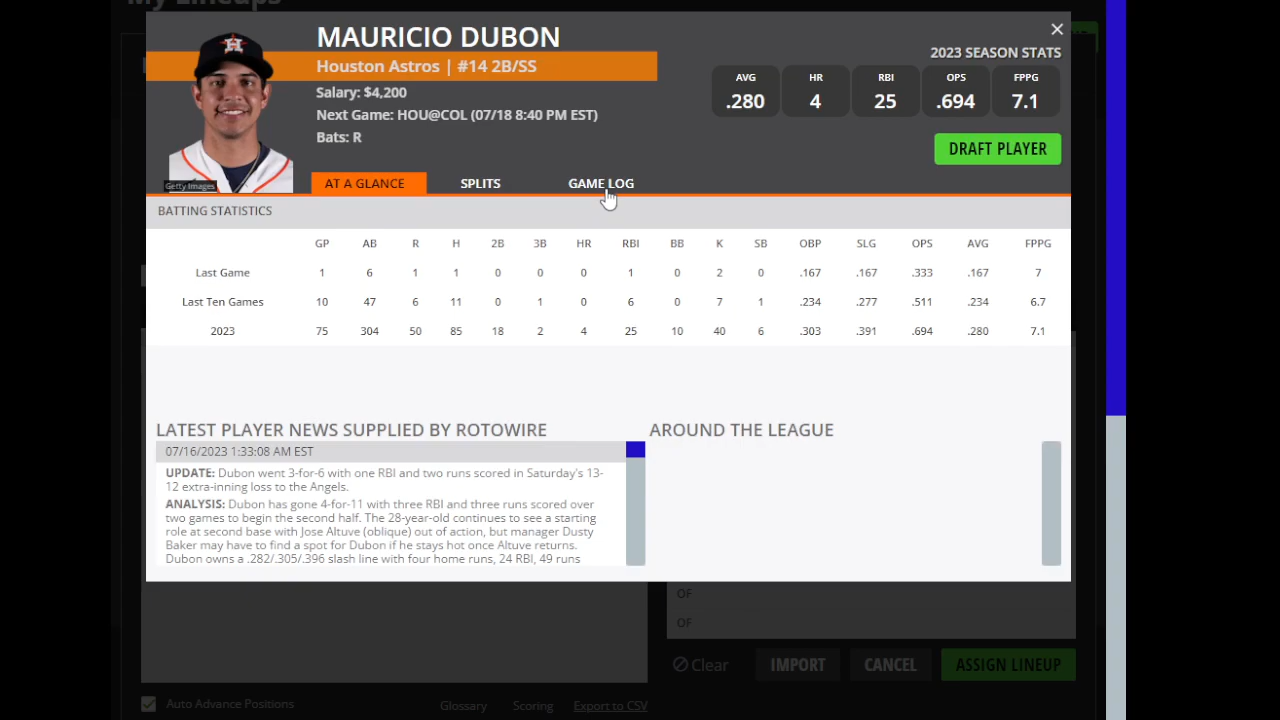 MAURICIO DUBON
Houston Astros | #14 2B/SS
Salary: $4,200
Next Game: HOU@COL (07/18 8:40 PM EST)
Bats: R
Getty Images
2023 SEASON STATS
AVG HR RBI OPS FPPG
.280 4 25 .694 7.1
DRAFT PLAYER
AT A GLANCE SPLITS GAME LOG
BATTING STATISTICS
GP AB R H 2B 3B HR RBI BB K SB OBP SLG OPS AVG FPPG
Last Game 1 6 1 1 0 0 0 1 0 2 0 .167 .167 .333 .167 7
Last Ten Games 10 47 6 11 0 1 0 6 0 7 1 .234 .277 .511 .234 6.7
2023 75 304 50 85 18 2 4 25 10 40 6 .303 .391 .694 .280 7.1
LATEST PLAYER NEWS SUPPLIED BY ROTOWIRE
07/16/2023 1:33:08 AM EST
UPDATE: Dubon went 3-for-6 with one RBI and two runs scored in Saturday's 13-
12 extra-inning loss to the Angels.
ANALYSIS: Dubon has gone 4-for-11 with three RBI and three runs scored over
two games to begin the second half. The 28-year-old continues to see a starting
role at second base with Jose Altuve (oblique) out of action, but manager Dusty
Baker may have to find a spot for Dubon if he stays hot once Altuve returns.
Dubon owns a .282/.305/.396 slash line with four home runs, 24 RBI, 49 runs
AROUND THE LEAGUE
OF
OF
Clear IMPORT CANCEL ASSIGN LINEUP
Auto Advance Positions Glossary Scoring Export to CSV